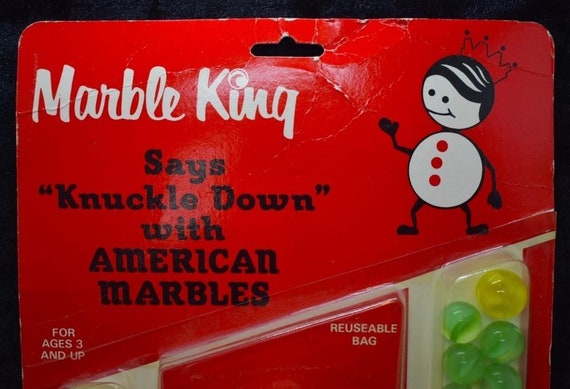 Marble King
Says
"Knuckle Down"
with
AMERICAN
MARBLES
FOR
AGES 3
AND UP
REUSEABLE
BAG